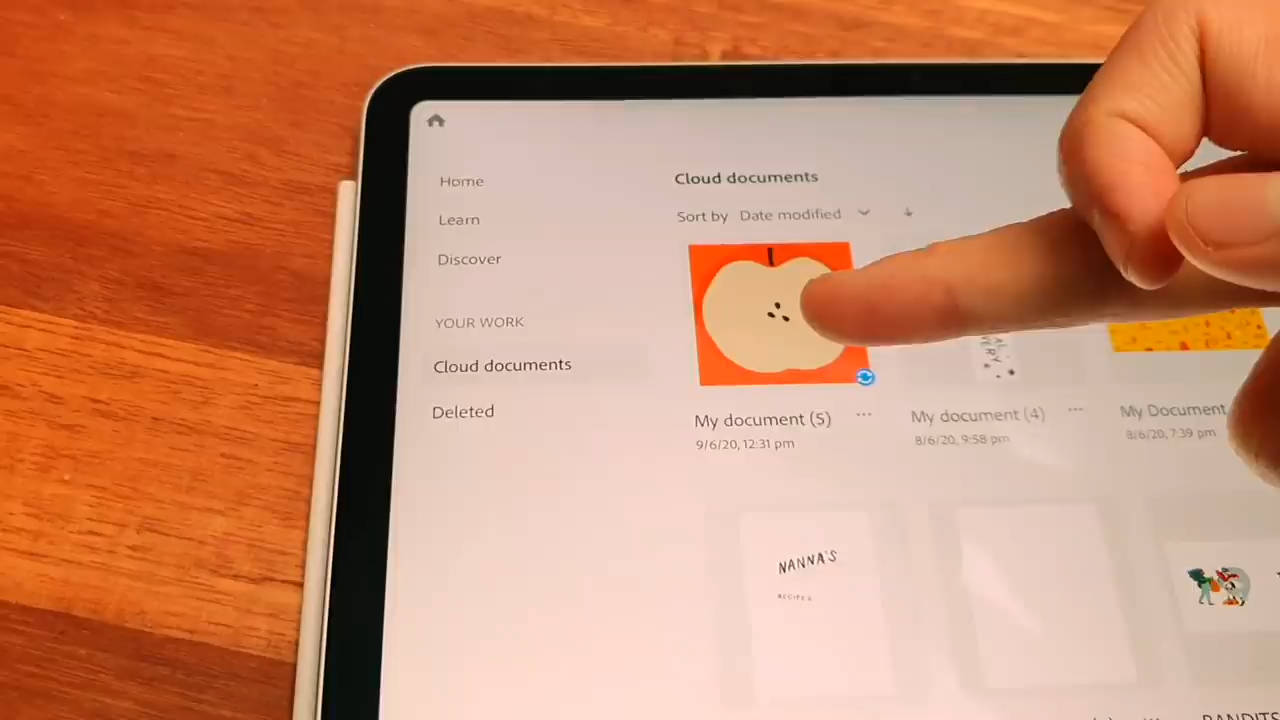 Home
Learn
Discover
YOUR WORK
Cloud documents
Deleted
Cloud documents
Sort by Date modified
My document (5)
9/6/20, 12:31 pm
My document (4)
8/6/20, 9:58 pm
My Document
8/6/20, 7:39 pm
NANNA'S
RECIPES
BANDITS